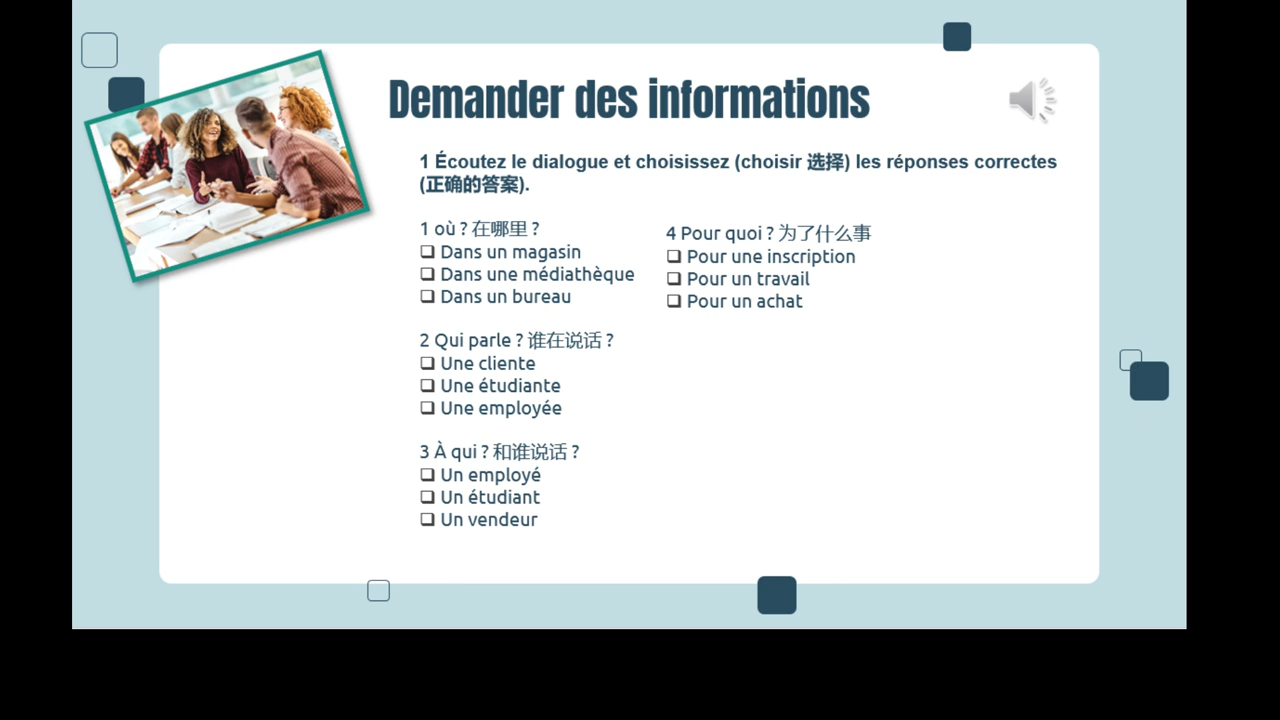 Demander des informations
1 Écoutez le dialogue et choisissez (choisir 选择) les réponses correctes
(正确的答案).
1 où ? 在哪里 ?
❑ Dans un magasin
❑ Dans une médiathèque
❑ Dans un bureau
2 Qui parle ? 谁在说话 ?
❑ Une cliente
❑ Une étudiante
❑ Une employée
3 À qui ? 和谁说话 ?
❑ Un employé
❑ Un étudiant
❑ Un vendeur
4 Pour quoi ? 为了什么事
❑ Pour une inscription
❑ Pour un travail
❑ Pour un achat